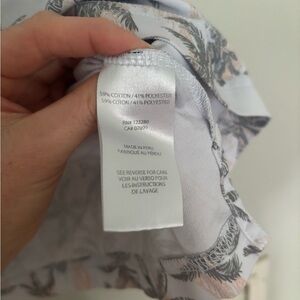 59% COTTON / 41% POLYESTER
59% COTON / 41% POLYESTER
RN# 122280
CA# 07899
MADE IN PERU
FABRIQUÉ AU PÉROU
SEE REVERSE FOR CARE
VOIR AU VERSO POUR
LES INSTRUCTIONS
DE LAVAGE